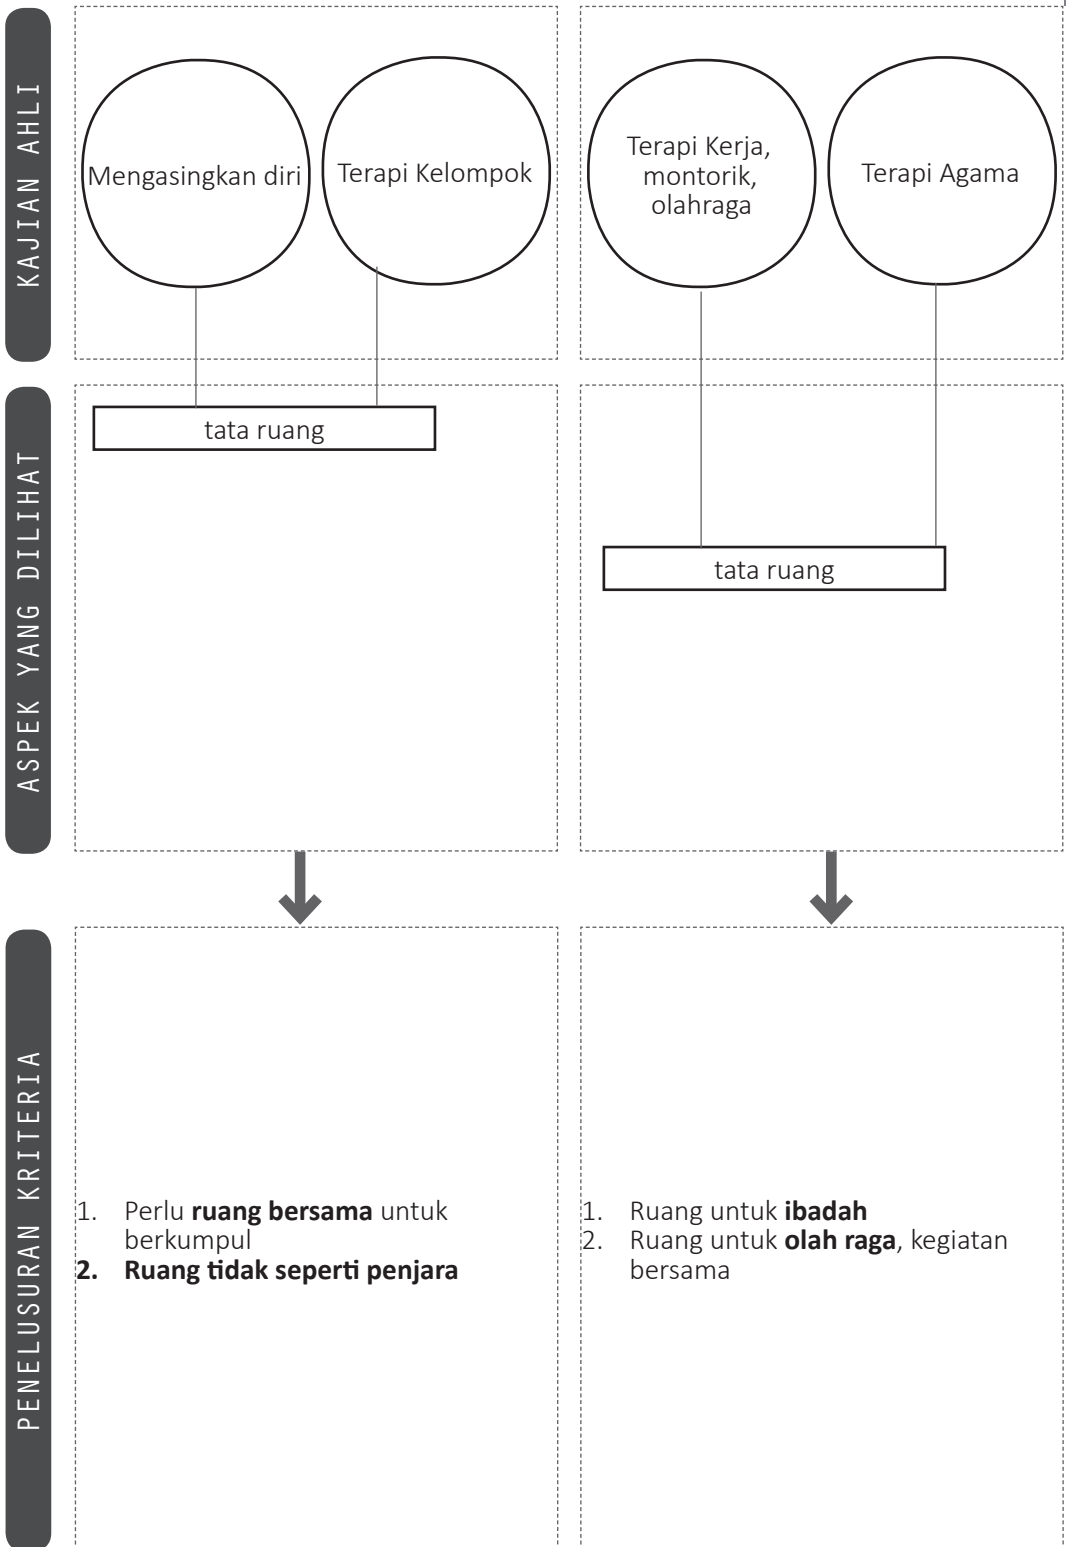 KAJIAN AHLI
Mengasingkan diri
Terapi Kelompok
Terapi Kerja,
montorik,
olahraga
Terapi Agama
ASPEK YANG DILIHAT
tata ruang
tata ruang
PENELUSURAN KRITERIA
1. Perlu ruang bersama untuk
berkumpul
2. Ruang tidak seperti penjara
1. Ruang untuk ibadah
2. Ruang untuk olah raga, kegiatan
bersama